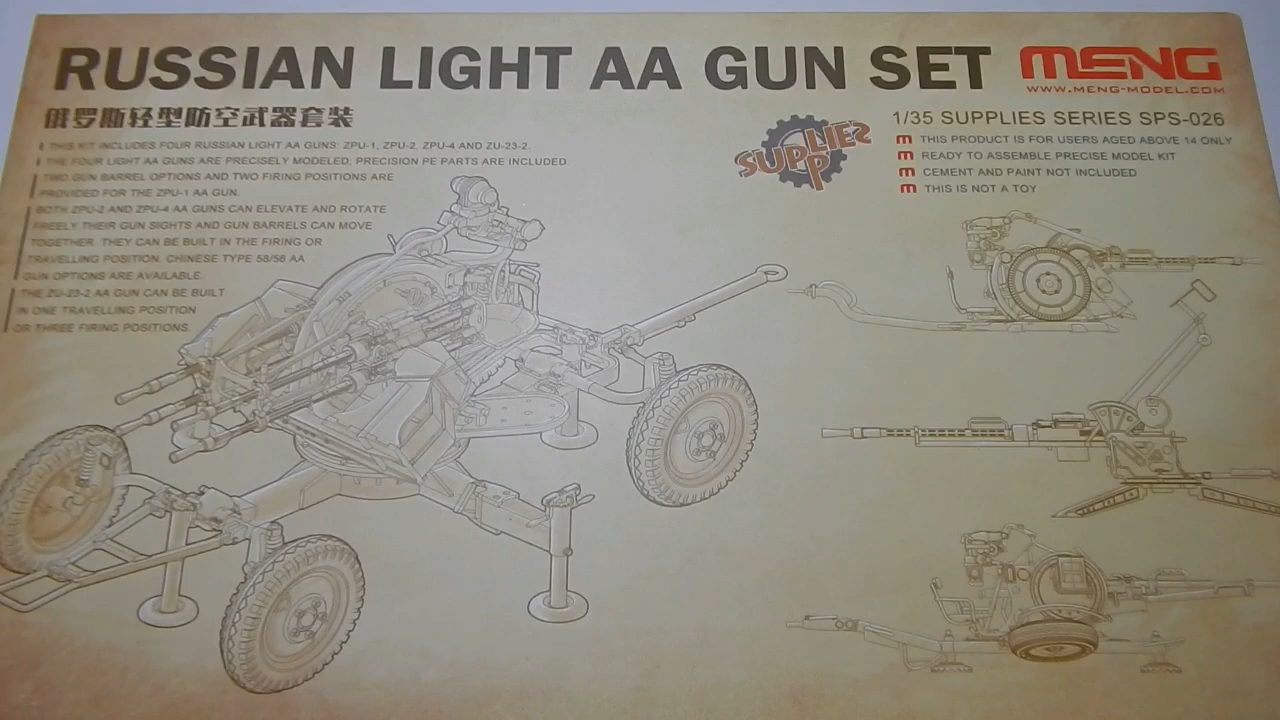 RUSSIAN LIGHT AA GUN SET
MENG
WWW.MENG-MODEL.COM
俄罗斯轻型防空武器套装
1/35 SUPPLIES SERIES SPS-026
THIS PRODUCT IS FOR USERS AGED ABOVE 14 ONLY
READY TO ASSEMBLE PRECISE MODEL KIT
CEMENT AND PAINT NOT INCLUDED
THIS IS NOT A TOY
SUPPLIES
THIS KIT INCLUDES FOUR RUSSIAN LIGHT AA GUNS: ZPU-1, ZPU-2, ZPU-4 AND ZU-23-2.
THE FOUR LIGHT AA GUNS ARE PRECISELY MODELED; PRECISION PE PARTS ARE INCLUDED.
TWO GUN BARREL OPTIONS AND TWO FIRING POSITIONS ARE
PROVIDED FOR THE ZPU-1 AA GUN.
BOTH ZPU-2 AND ZPU-4 AA GUNS CAN ELEVATE AND ROTATE
FREELY THEIR GUN SIGHTS AND GUN BARRELS CAN MOVE
TOGETHER. THEY CAN BE BUILT IN THE FIRING OR
TRAVELLING POSITION. CHINESE TYPE 58/56 AA
GUN OPTIONS ARE AVAILABLE.
THE ZU-23-2 AA GUN CAN BE BUILT
IN ONE TRAVELLING POSITION
OR THREE FIRING POSITIONS.